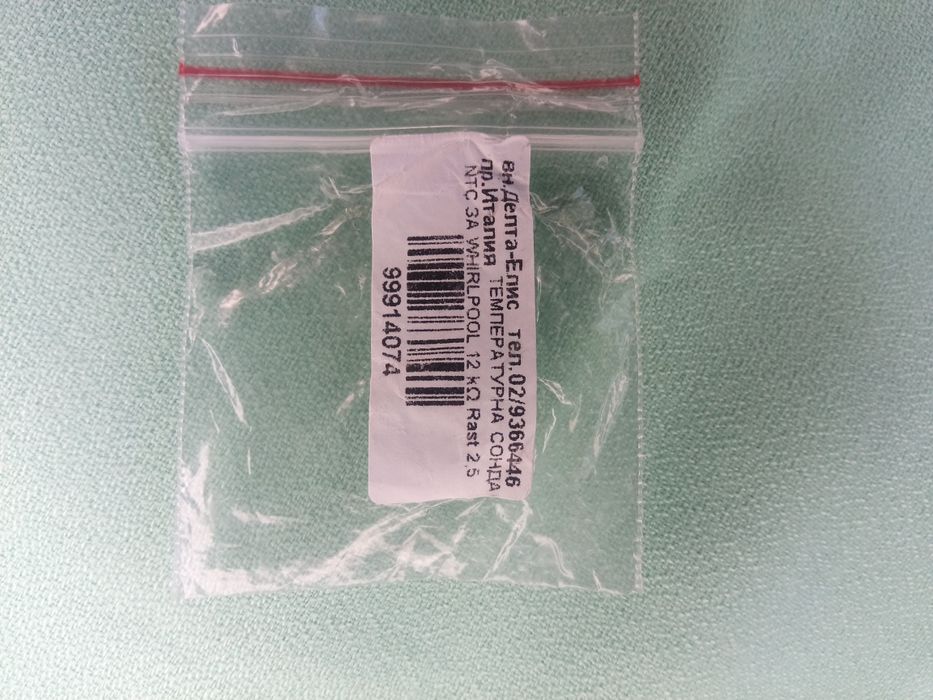 вн.Делта-Елис тел.02/9366446
пр.Италия ТЕМПЕРАТУРНА СОНДА
NTC ЗА WHIRLPOOL 12 kΩ Rast 2,5
99914074